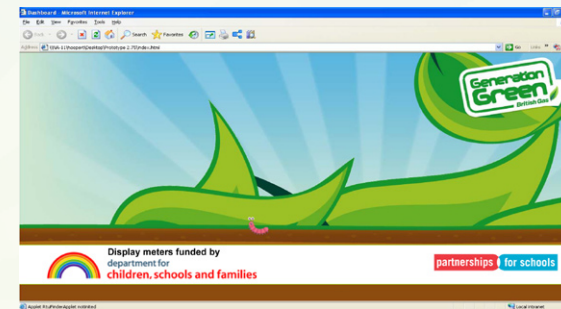 Dashboard Microsoft Internet Explorer
File Edit View Favorites Tools Help
Search Favorites
Go
Generation
Green
British Gas
Display meters funded by
department for
children, schools and families
partnerships for schools
Local intranet